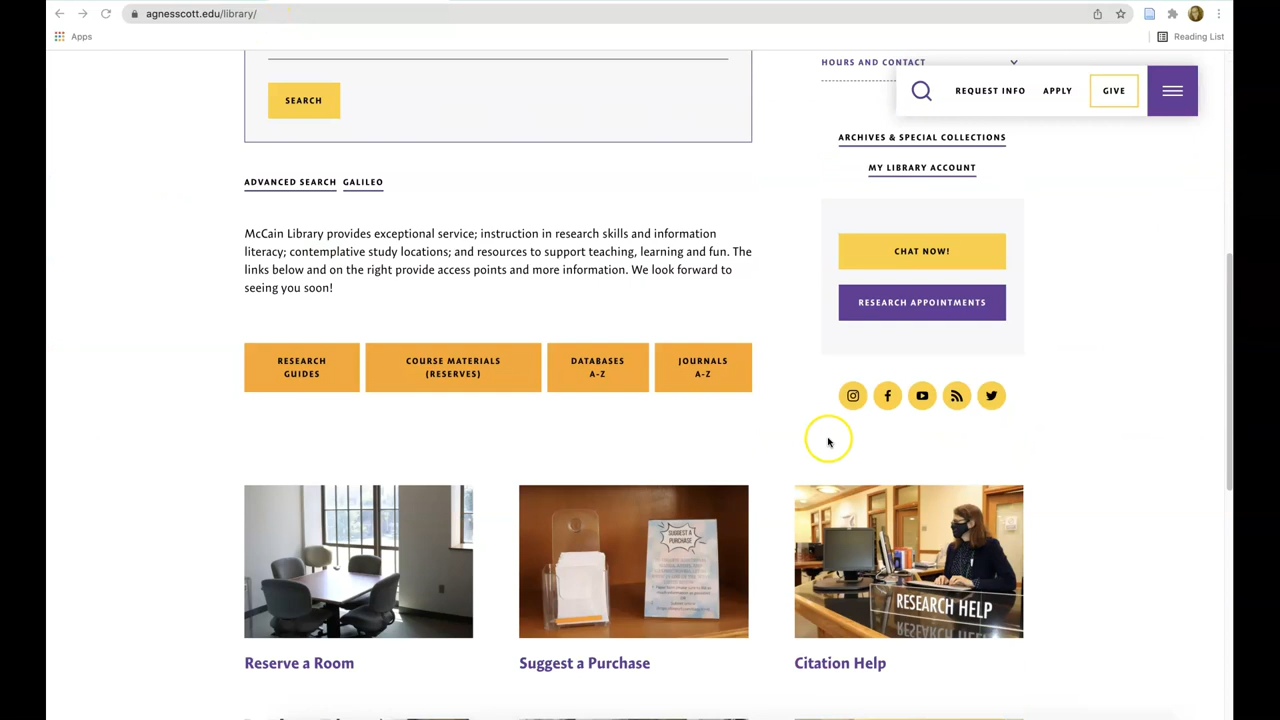 agnesscott.edu/library/
Apps
Reading List
HOURS AND CONTACT
REQUEST INFO
APPLY
GIVE
SEARCH
ARCHIVES & SPECIAL COLLECTIONS
MY LIBRARY ACCOUNT
ADVANCED SEARCH GALILEO
McCain Library provides exceptional service; instruction in research skills and information
literacy; contemplative study locations; and resources to support teaching, learning and fun. The
links below and on the right provide access points and more information. We look forward to
seeing you soon!
CHAT NOW!
RESEARCH APPOINTMENTS
RESEARCH
GUIDES
COURSE MATERIALS
(RESERVES)
DATABASES
A-Z
JOURNALS
A-Z
SUGGEST A
PURCHASE
RESEARCH HELP
Reserve a Room
Suggest a Purchase
Citation Help